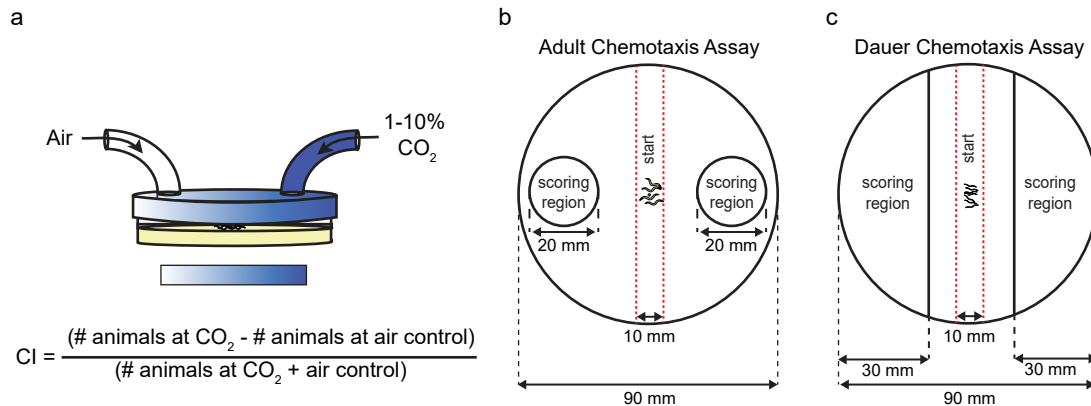 a
Air
1-10%
CO₂
CI = (# animals at CO₂ - # animals at air control)
(# animals at CO₂ + air control)
b
Adult Chemotaxis Assay
start
scoring
region
scoring
region
20 mm
20 mm
10 mm
90 mm
c
Dauer Chemotaxis Assay
start
scoring
region
scoring
region
10 mm
30 mm
30 mm
90 mm